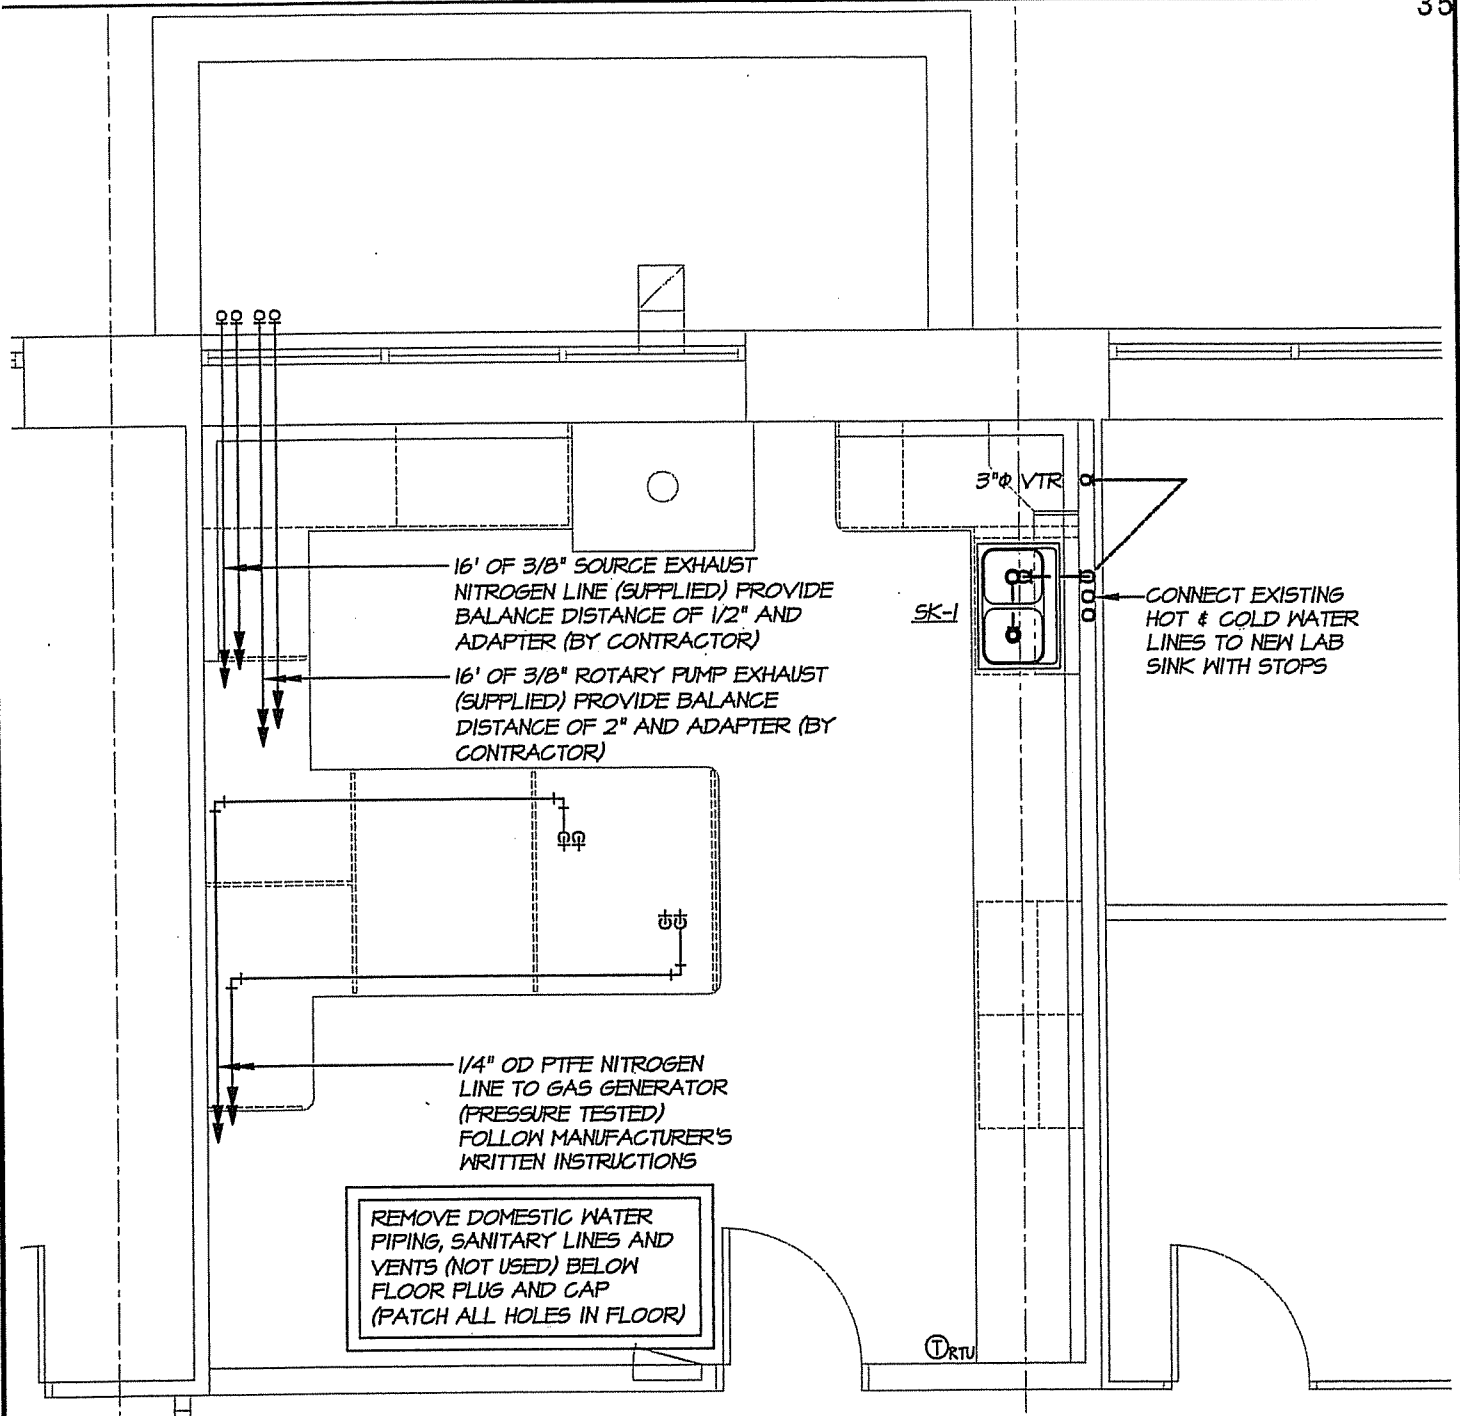 35
3"Φ VTR
16' OF 3/8" SOURCE EXHAUST
NITROGEN LINE (SUPPLIED) PROVIDE
BALANCE DISTANCE OF 1/2" AND
ADAPTER (BY CONTRACTOR)
16' OF 3/8" ROTARY PUMP EXHAUST
(SUPPLIED) PROVIDE BALANCE
DISTANCE OF 2" AND ADAPTER (BY
CONTRACTOR)
SK-1
CONNECT EXISTING
HOT & COLD WATER
LINES TO NEW LAB
SINK WITH STOPS
1/4" OD PTFE NITROGEN
LINE TO GAS GENERATOR
(PRESSURE TESTED)
FOLLOW MANUFACTURER'S
WRITTEN INSTRUCTIONS
REMOVE DOMESTIC WATER
PIPING, SANITARY LINES AND
VENTS (NOT USED) BELOW
FLOOR PLUG AND CAP
(PATCH ALL HOLES IN FLOOR)
T RTU